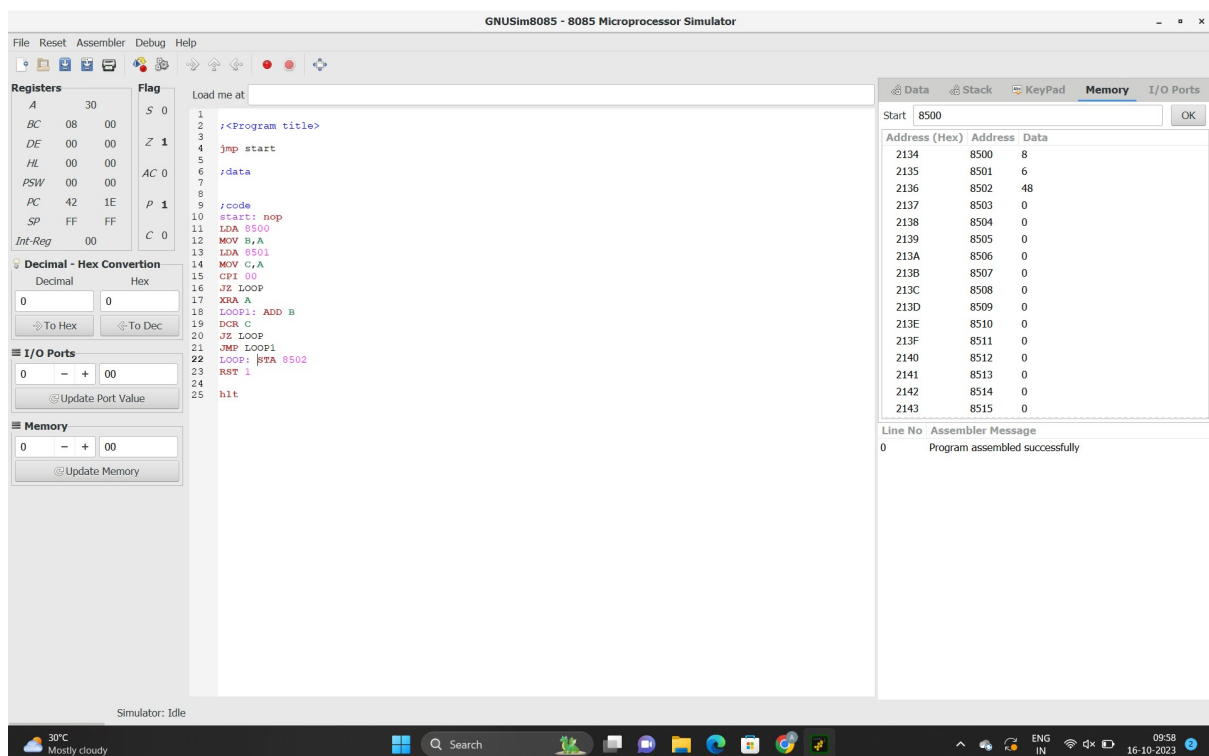 GNUSim8085 - 8085 Microprocessor Simulator
File Reset Assembler Debug Help
Registers
A 30
BC 08 00
DE 00 00
HL 00 00
PSW 00 00
PC 42 1E
SP FF FF
Int-Reg 00
Flag
S 0
Z 1
AC 0
P 1
C 0
Decimal - Hex Convertion
Decimal Hex
0 0
To Hex To Dec
I/O Ports
0 - + 00
Update Port Value
Memory
0 - + 00
Update Memory
Load me at
1
2 ;<Program title>
3
4 jmp start
5
6 ;data
7
8
9 ;code
10 start: nop
11 LDA 8500
12 MOV B,A
13 LDA 8501
14 MOV C,A
15 CPI 00
16 JZ LOOP
17 XRA A
18 LOOP1: ADD B
19 DCR C
20 JZ LOOP
21 JMP LOOP1
22 LOOP: STA 8502
23 RST 1
24
25 hlt
Data Stack KeyPad Memory I/O Ports
Start 8500 OK
Address (Hex) Address Data
2134 8500 8
2135 8501 6
2136 8502 48
2137 8503 0
2138 8504 0
2139 8505 0
213A 8506 0
213B 8507 0
213C 8508 0
213D 8509 0
213E 8510 0
213F 8511 0
2140 8512 0
2141 8513 0
2142 8514 0
2143 8515 0
Line No Assembler Message
0 Program assembled successfully
Simulator: Idle
30°C
Mostly cloudy
Search
ENG
IN
09:58
16-10-2023
2